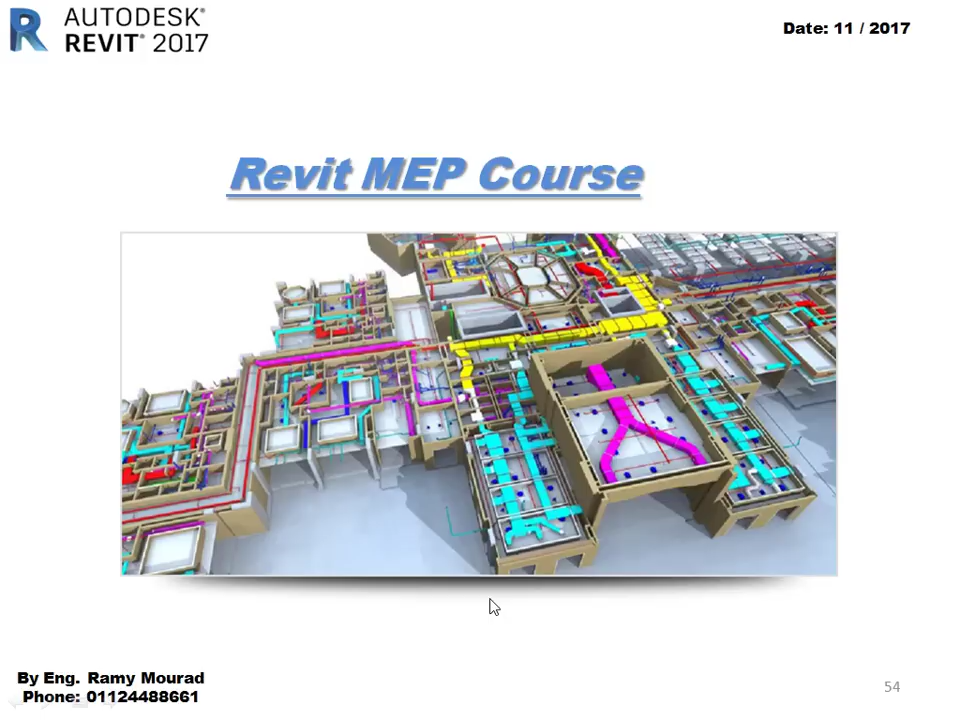 AUTODESK®
REVIT® 2017
Date: 11 / 2017
Revit MEP Course
By Eng. Ramy Mourad
Phone: 01124488661
54